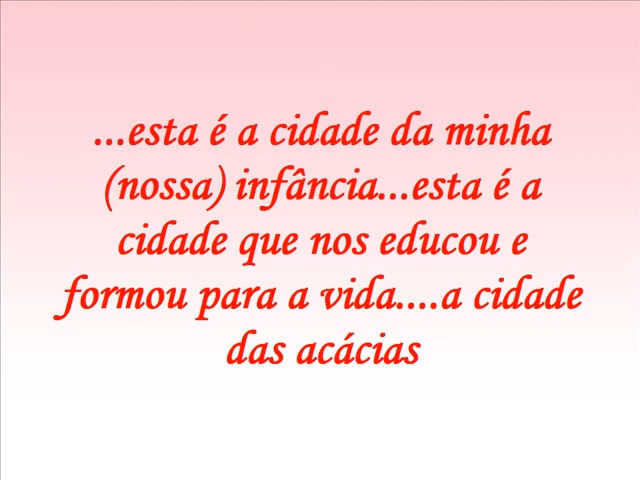 ...esta é a cidade da minha
(nossa) infância...esta é a
cidade que nos educou e
formou para a vida....a cidade
das acácias